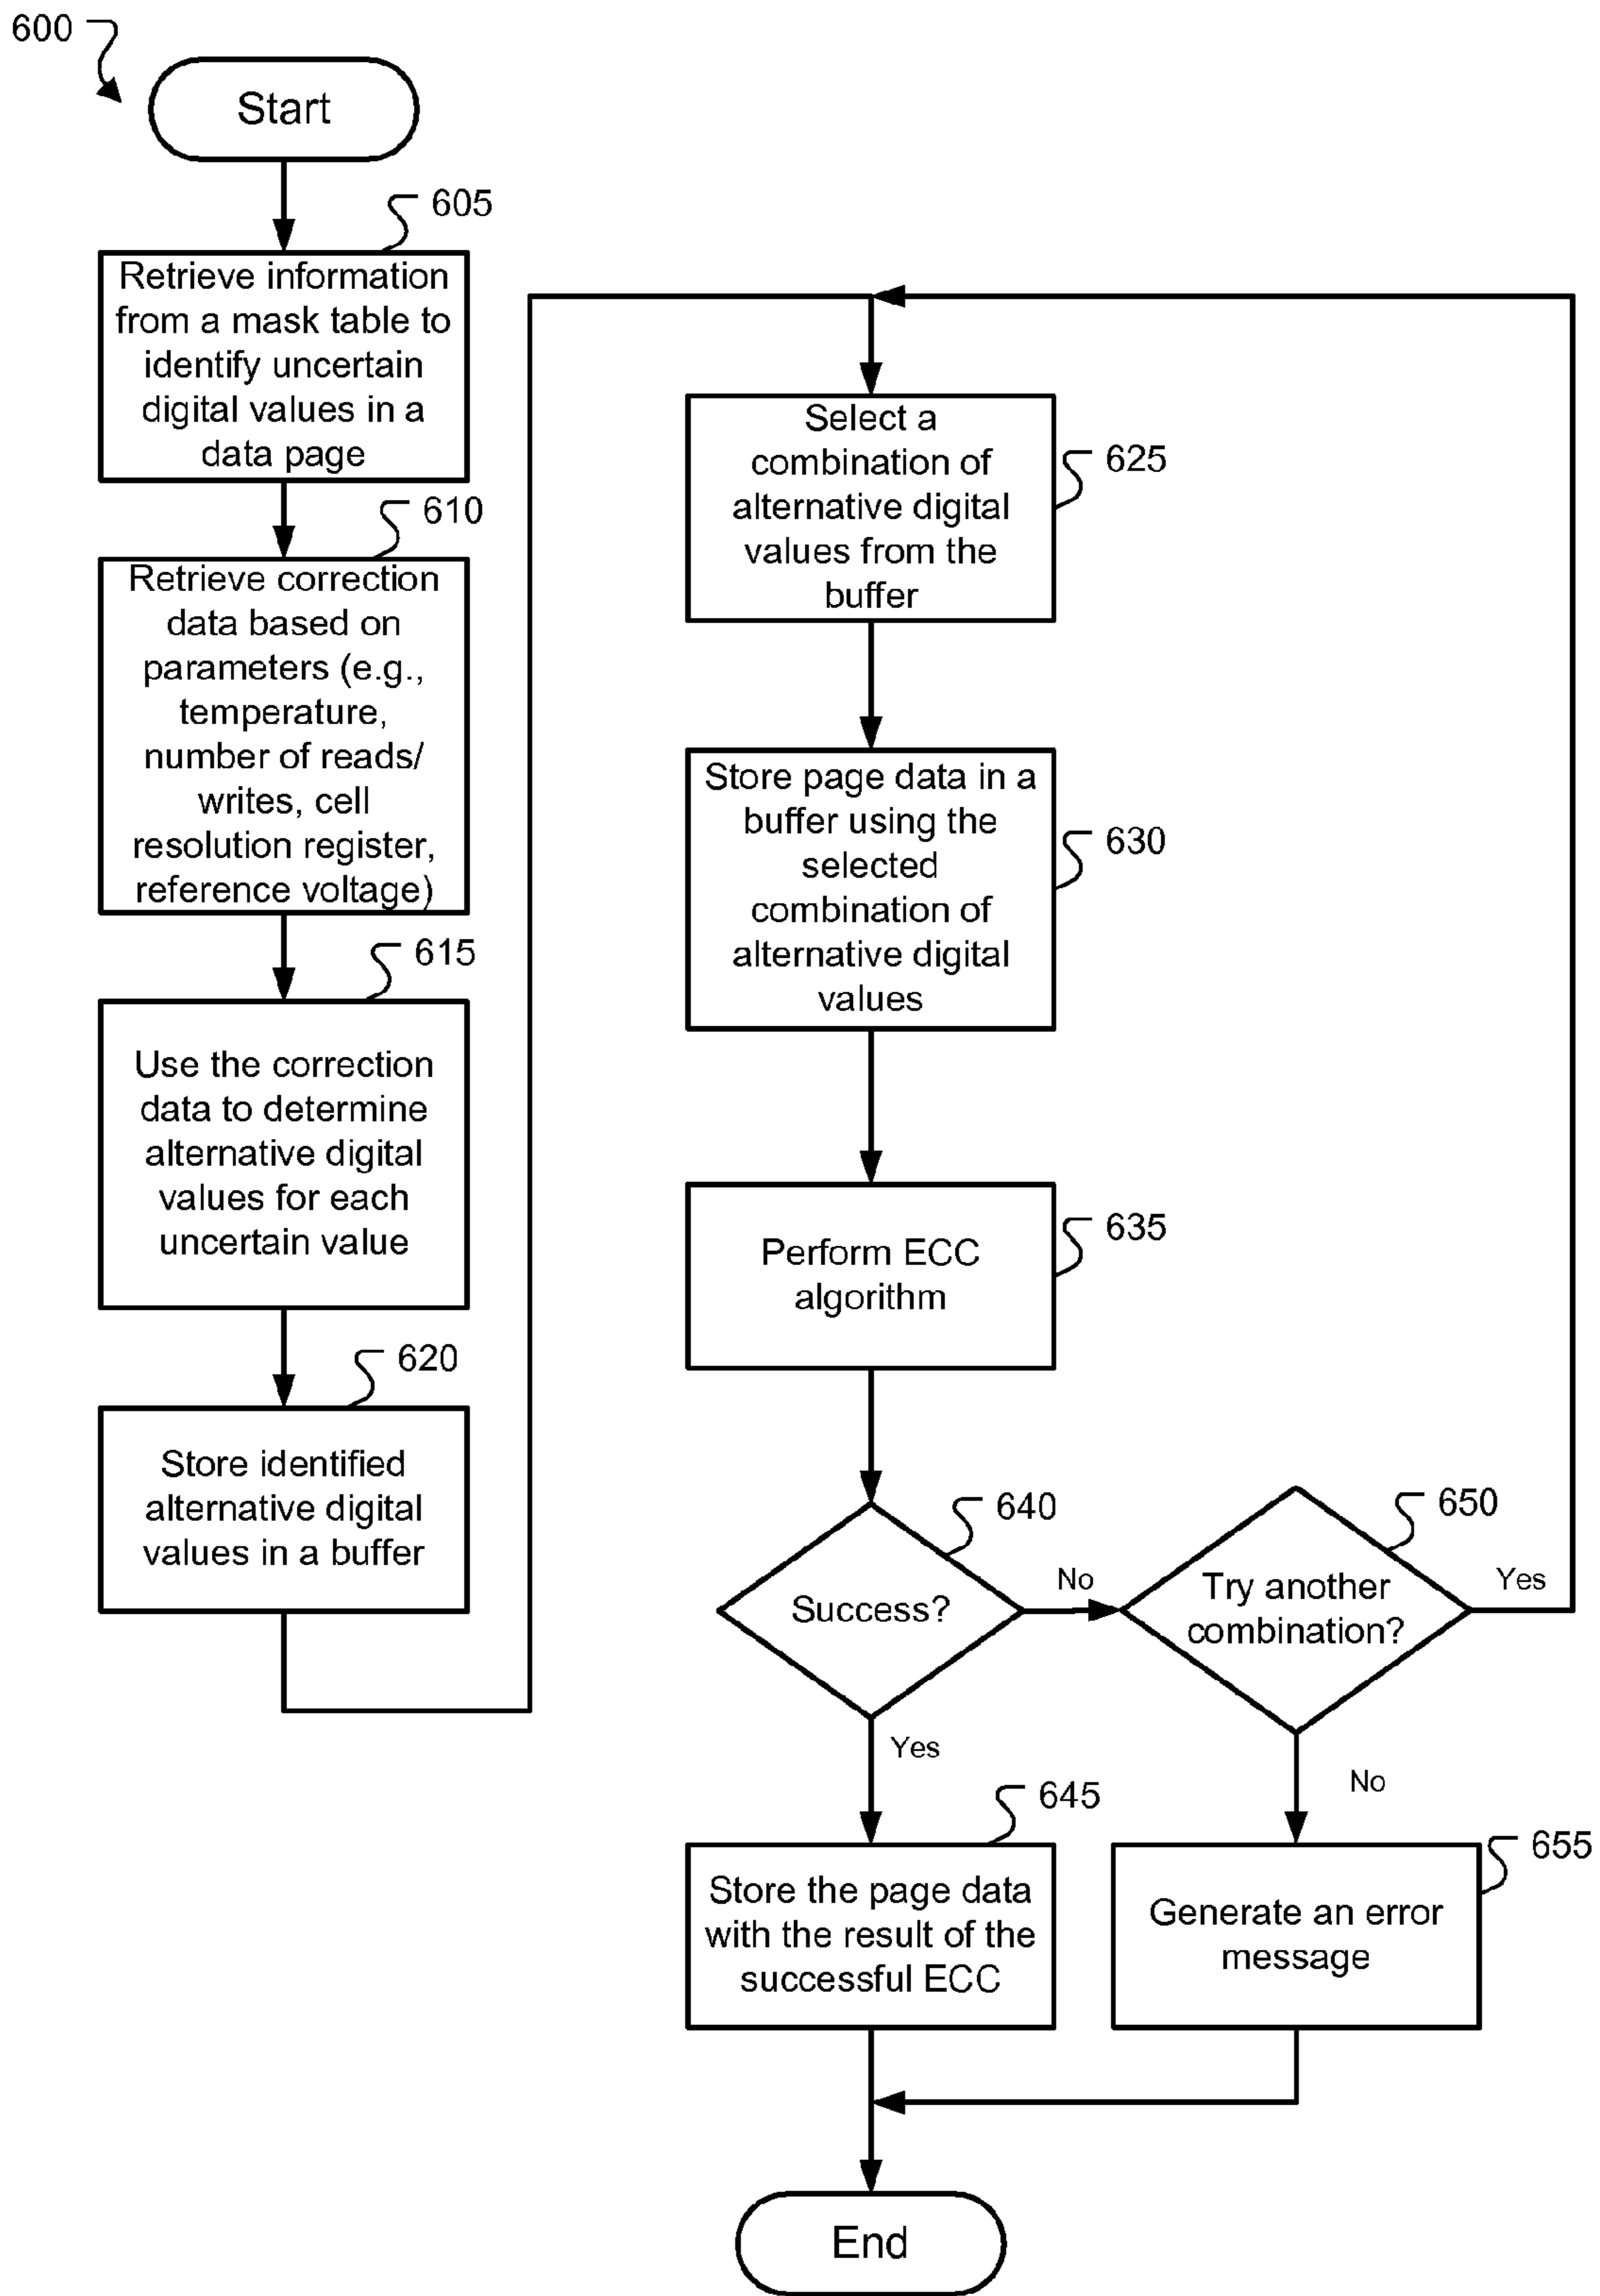 600
Start
605
Retrieve information
from a mask table to
identify uncertain
digital values in a
data page
610
Retrieve correction
data based on
parameters (e.g.,
temperature,
number of reads/
writes, cell
resolution register,
reference voltage)
615
Use the correction
data to determine
alternative digital
values for each
uncertain value
620
Store identified
alternative digital
values in a buffer
Select a
combination of
alternative digital
values from the
buffer
625
Store page data in a
buffer using the
selected
combination of
alternative digital
values
630
Perform ECC
algorithm
635
Success?
640
No
Yes
Try another
combination?
650
Yes
No
645
Store the page data
with the result of the
successful ECC
655
Generate an error
message
End